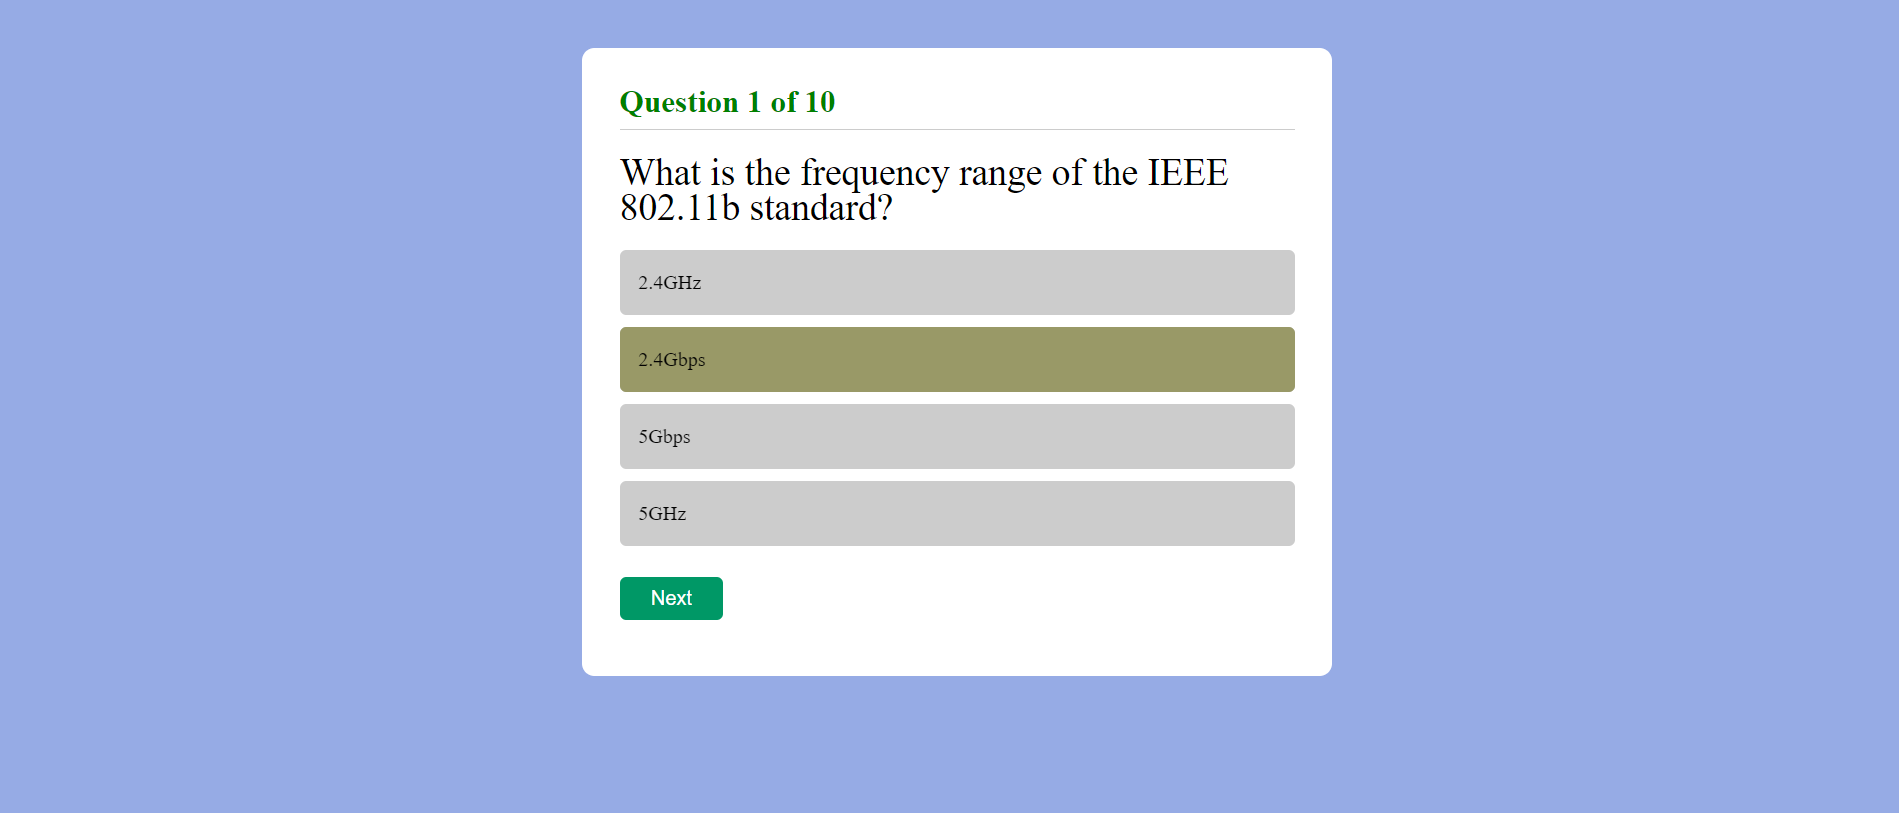 Question 1 of 10
What is the frequency range of the IEEE
802.11b standard?
2.4GHz
2.4Gbps
5Gbps
5GHz
Next